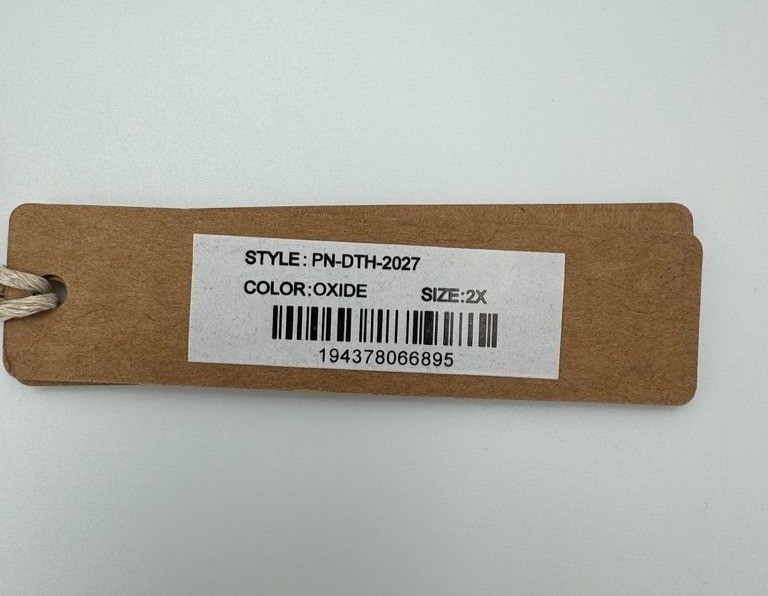 STYLE: PN-DTH-2027
COLOR:OXIDE SIZE:2X
194378066895